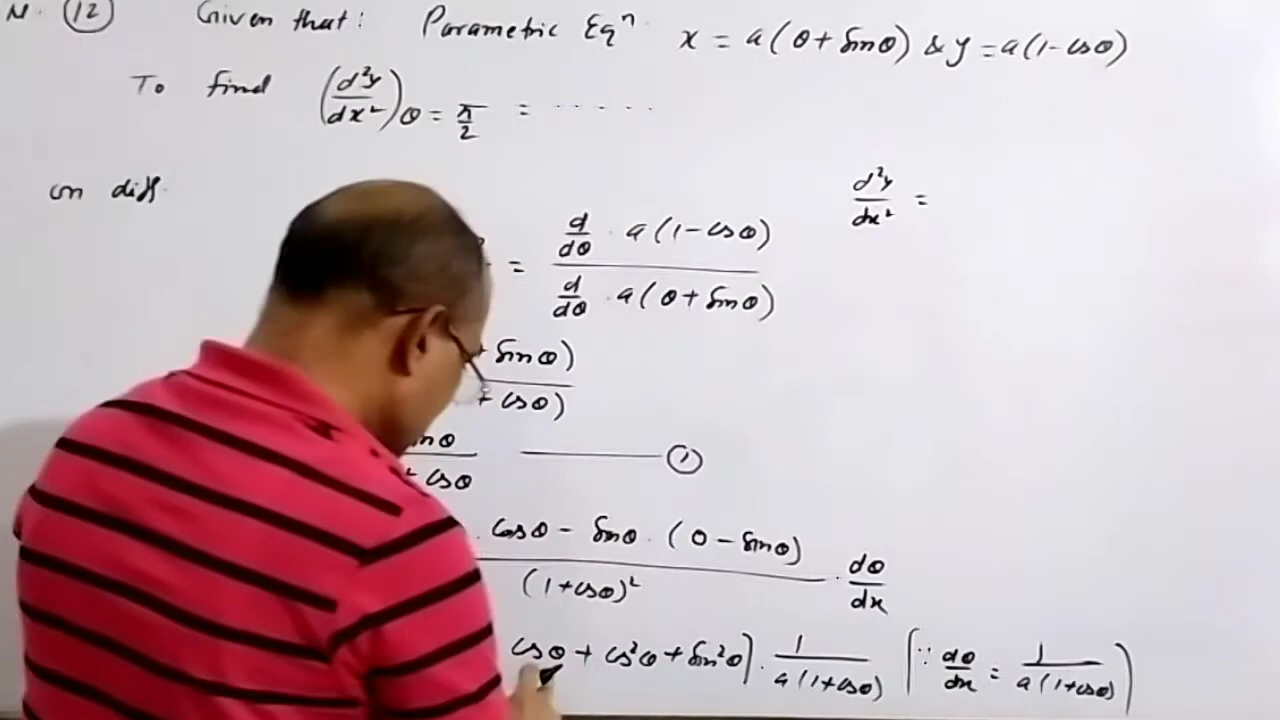 N. (12) Given that: Parametric Eqⁿ x = a(θ + Sinθ) & y = a(1 - cosθ)
To find (d²y/dx²)θ = π/2 = ......
on diff.
= d/dθ · a(1 - cosθ) / d/dθ · a(θ + Sinθ)
d²y/dx² =
+ Sinθ)
+ cosθ)
inθ / + cosθ ——— (1)
· cosθ - Sinθ · (0 - Sinθ) / (1 + cosθ)² · dθ/dx
cosθ + cos²θ + Sin²θ] · 1/a(1 + cosθ) [∵ dθ/dx = 1/a(1 + cosθ)]